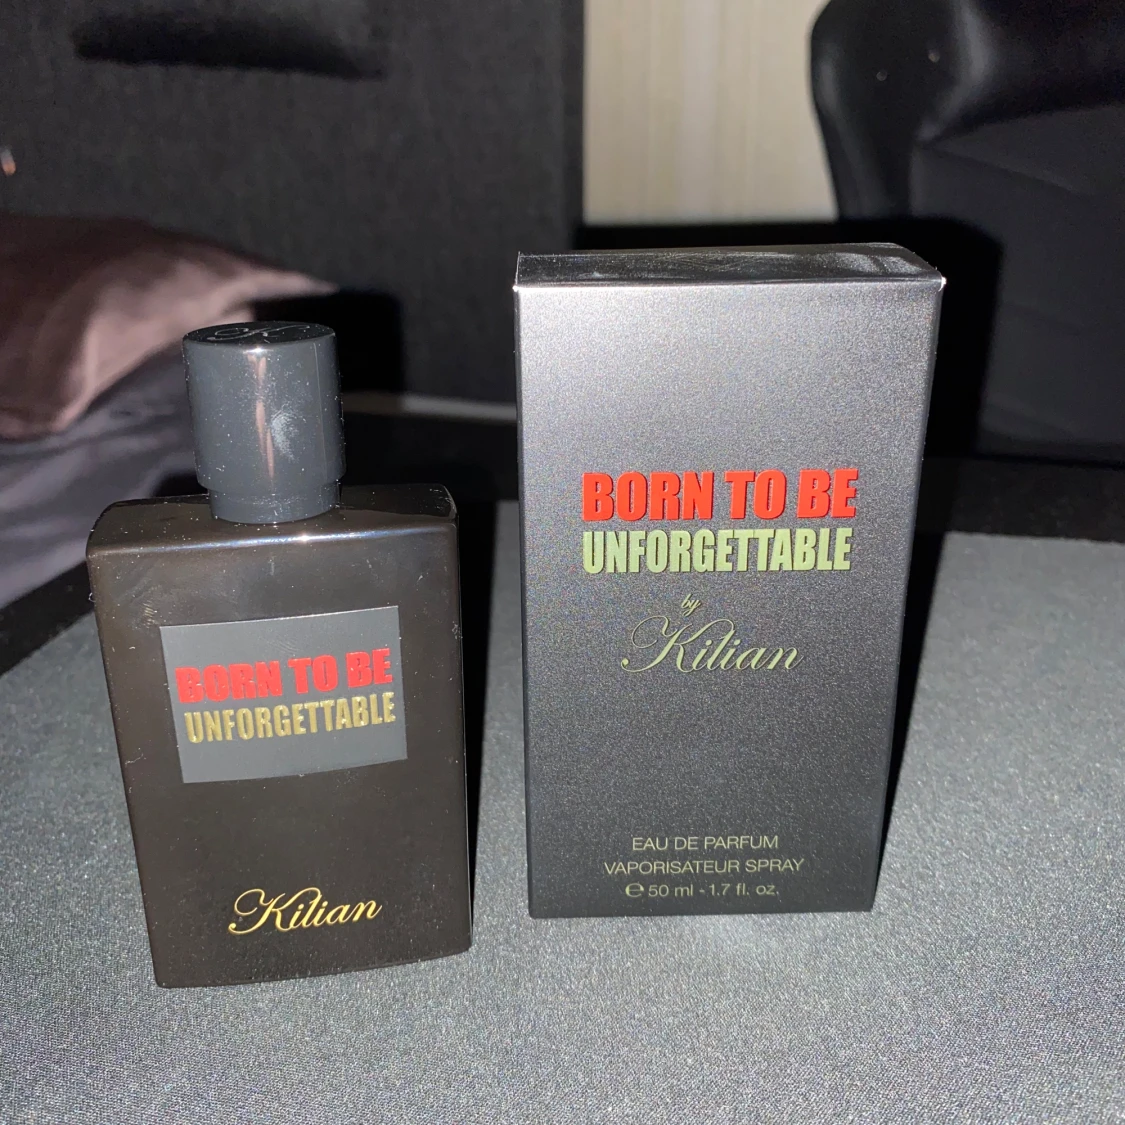 K
BORN TO BE
UNFORGETTABLE
Kilian
BORN TO BE
UNFORGETTABLE
by
Kilian
EAU DE PARFUM
VAPORISATEUR SPRAY
℮ 50 ml - 1.7 fl. oz.